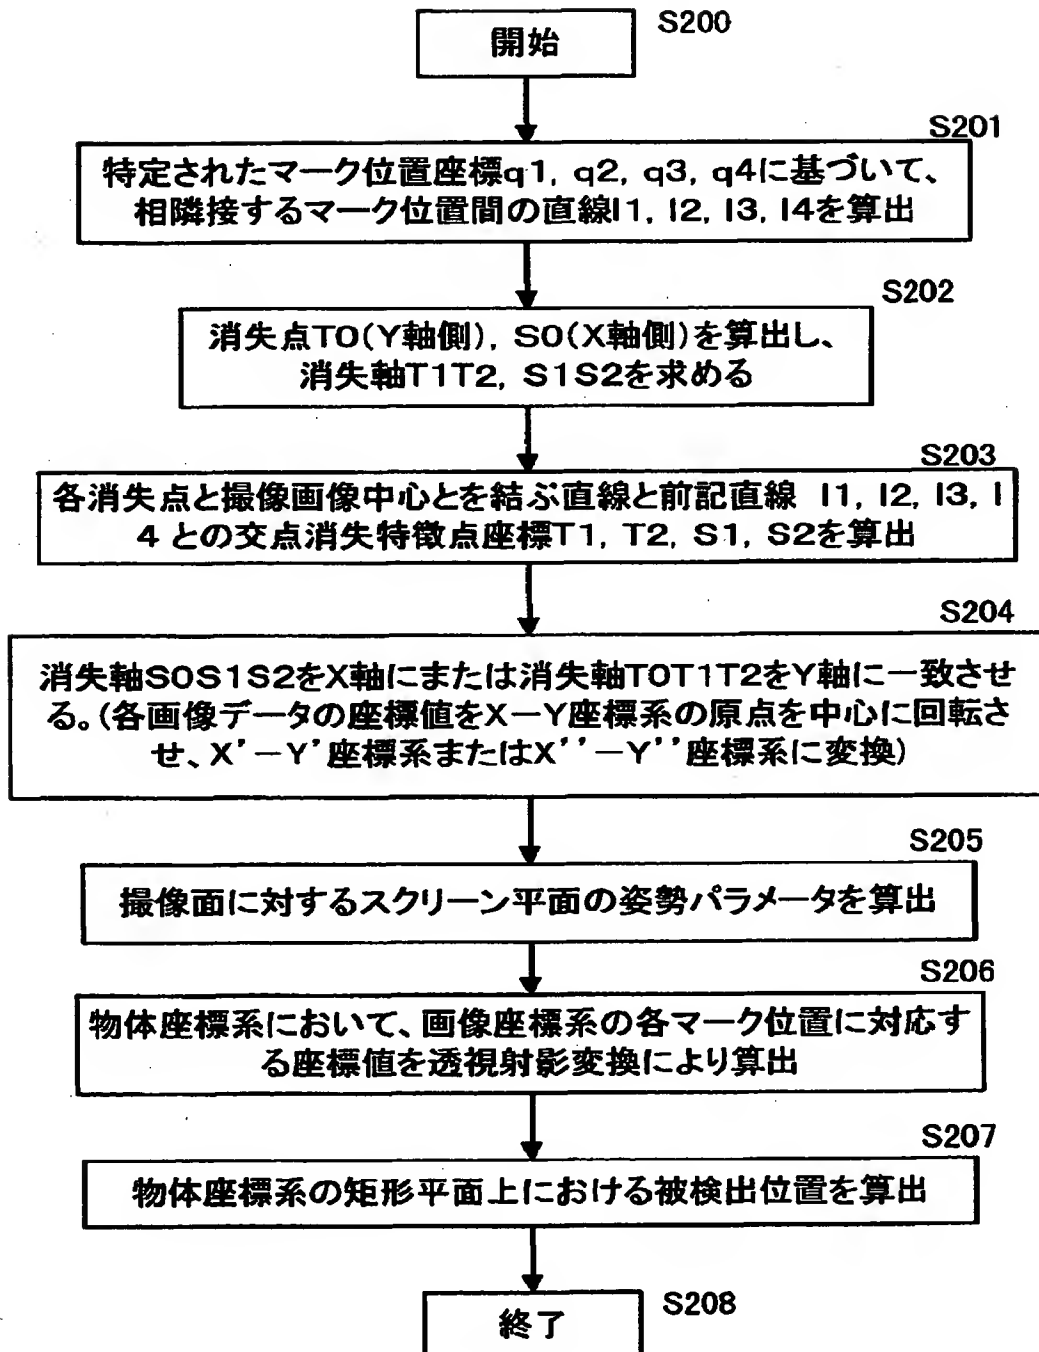 S200
開始
S201
特定されたマーク位置座標q1, q2, q3, q4に基づいて、
相隣接するマーク位置間の直線l1, l2, l3, l4を算出
S202
消失点T0(Y軸側), S0(X軸側)を算出し、
消失軸T1T2, S1S2を求める
S203
各消失点と撮像画像中心とを結ぶ直線と前記直線 l1, l2, l3, l
4 との交点消失特徴点座標T1, T2, S1, S2を算出
S204
消失軸S0S1S2をX軸にまたは消失軸T0T1T2をY軸に一致させ
る。(各画像データの座標値をX－Y座標系の原点を中心に回転さ
せ、X'－Y'座標系またはX''－Y''座標系に変換)
S205
撮像面に対するスクリーン平面の姿勢パラメータを算出
S206
物体座標系において、画像座標系の各マーク位置に対応す
る座標値を透視射影変換により算出
S207
物体座標系の矩形平面上における被検出位置を算出
S208
終了